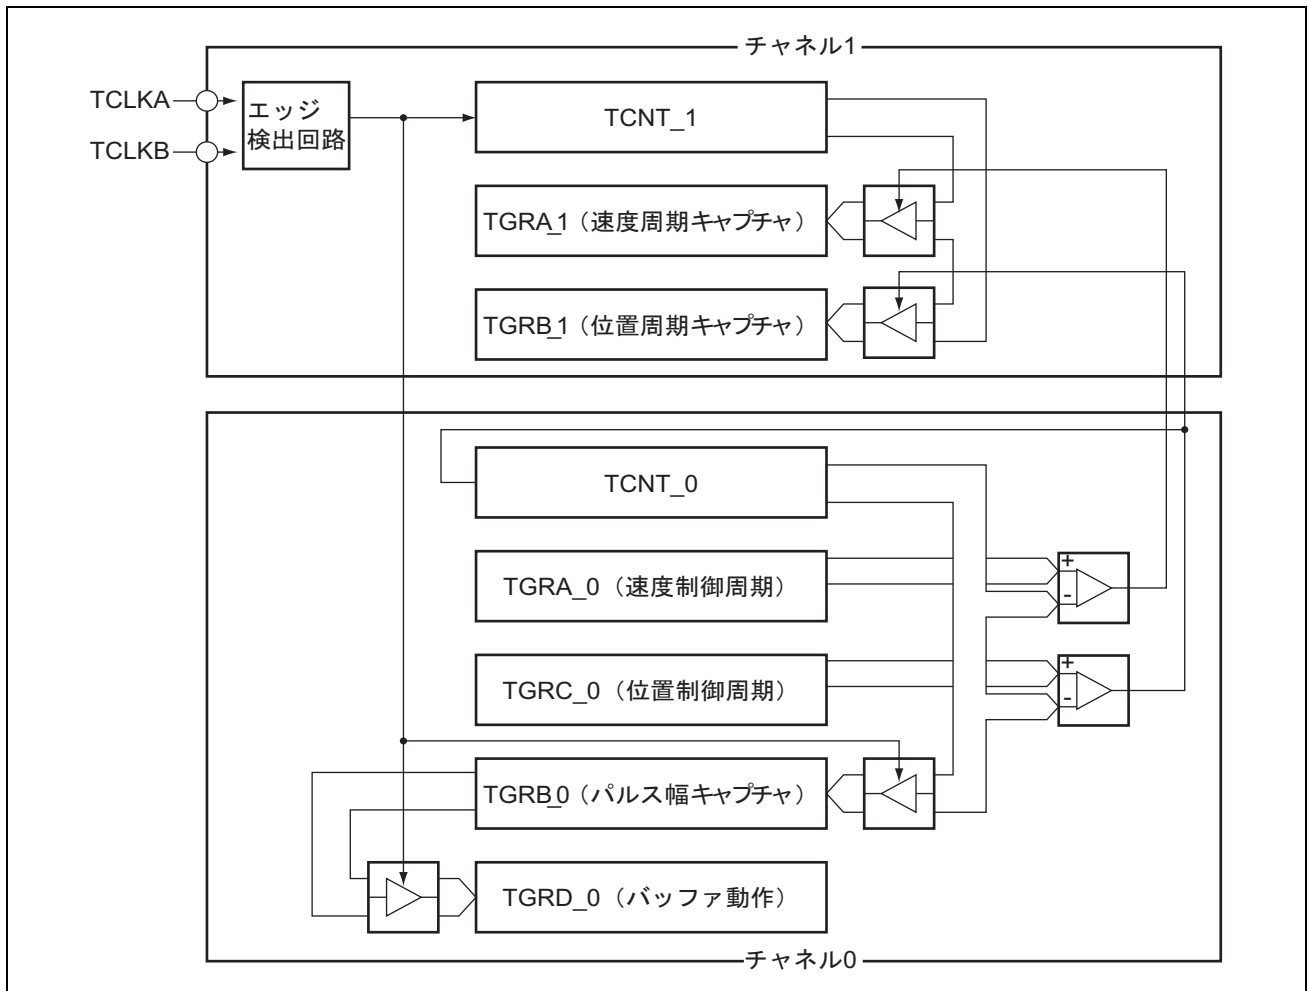 チャネル1
TCLKA
TCLKB
エッジ
検出回路
TCNT_1
TGRA_1（速度周期キャプチャ）
TGRB_1（位置周期キャプチャ）
TCNT_0
TGRA_0（速度制御周期）
+
-
TGRC_0（位置制御周期）
+
-
TGRB_0（パルス幅キャプチャ）
TGRD_0（バッファ動作）
チャネル0